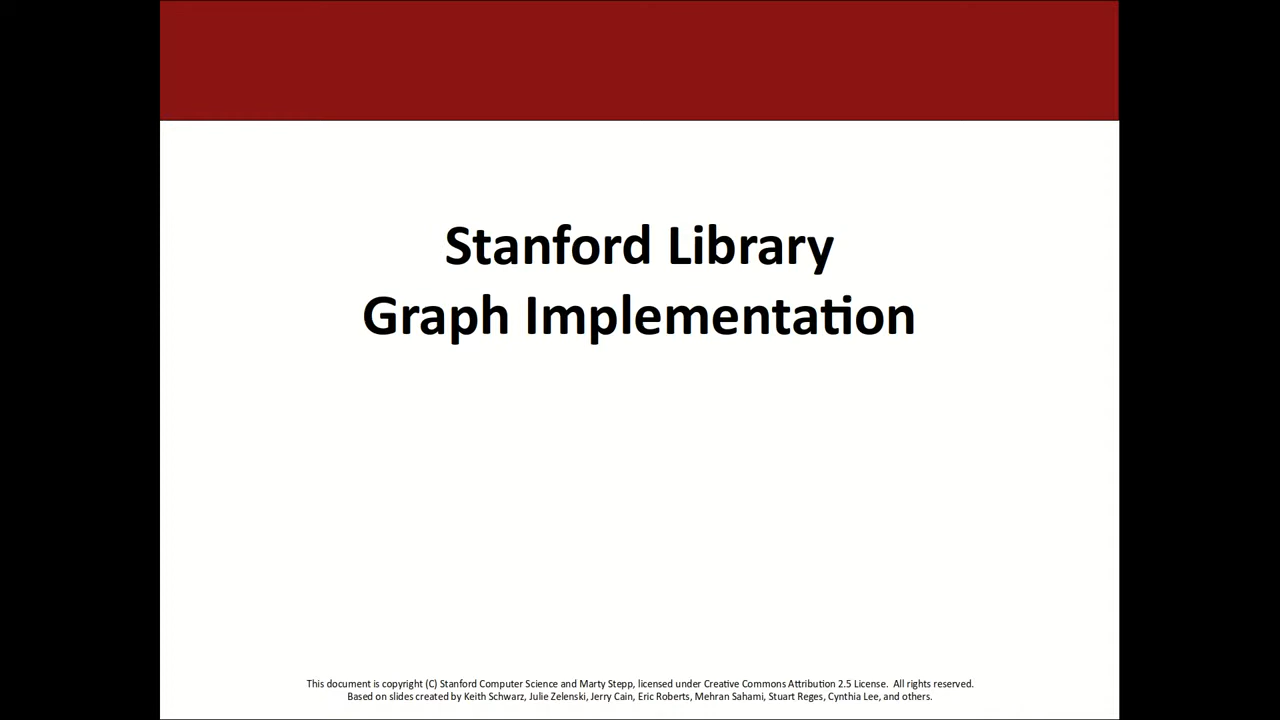 Stanford Library
Graph Implementation
This document is copyright (C) Stanford Computer Science and Marty Stepp, licensed under Creative Commons Attribution 2.5 License.  All rights reserved.
Based on slides created by Keith Schwarz, Julie Zelenski, Jerry Cain, Eric Roberts, Mehran Sahami, Stuart Reges, Cynthia Lee, and others.